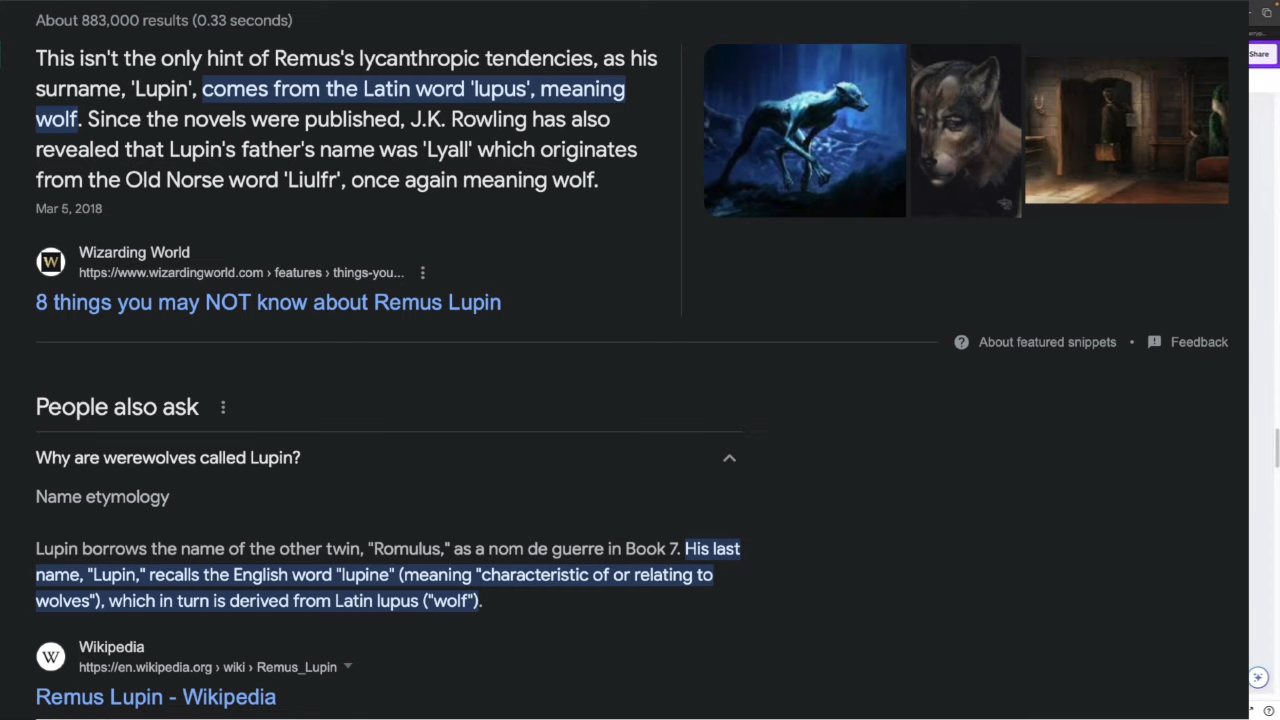 About 883,000 results (0.33 seconds)
This isn't the only hint of Remus's lycanthropic tendencies, as his
surname, 'Lupin', comes from the Latin word 'lupus', meaning
wolf. Since the novels were published, J.K. Rowling has also
revealed that Lupin's father's name was 'Lyall' which originates
from the Old Norse word 'Liulfr', once again meaning wolf.
Mar 5, 2018
W
Wizarding World
https://www.wizardingworld.com › features › things-you...
8 things you may NOT know about Remus Lupin
About featured snippets • Feedback
People also ask
Why are werewolves called Lupin?
Name etymology
Lupin borrows the name of the other twin, "Romulus," as a nom de guerre in Book 7. His last
name, "Lupin," recalls the English word "lupine" (meaning "characteristic of or relating to
wolves"), which in turn is derived from Latin lupus ("wolf").
W
Wikipedia
https://en.wikipedia.org › wiki › Remus_Lupin
Remus Lupin - Wikipedia
Share